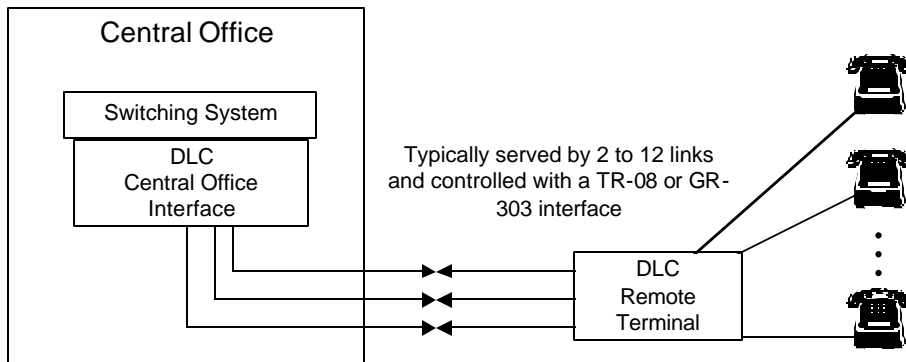 Central Office
Switching System
DLC
Central Office
Interface
Typically served by 2 to 12 links
and controlled with a TR-08 or GR-
303 interface
DLC
Remote
Terminal